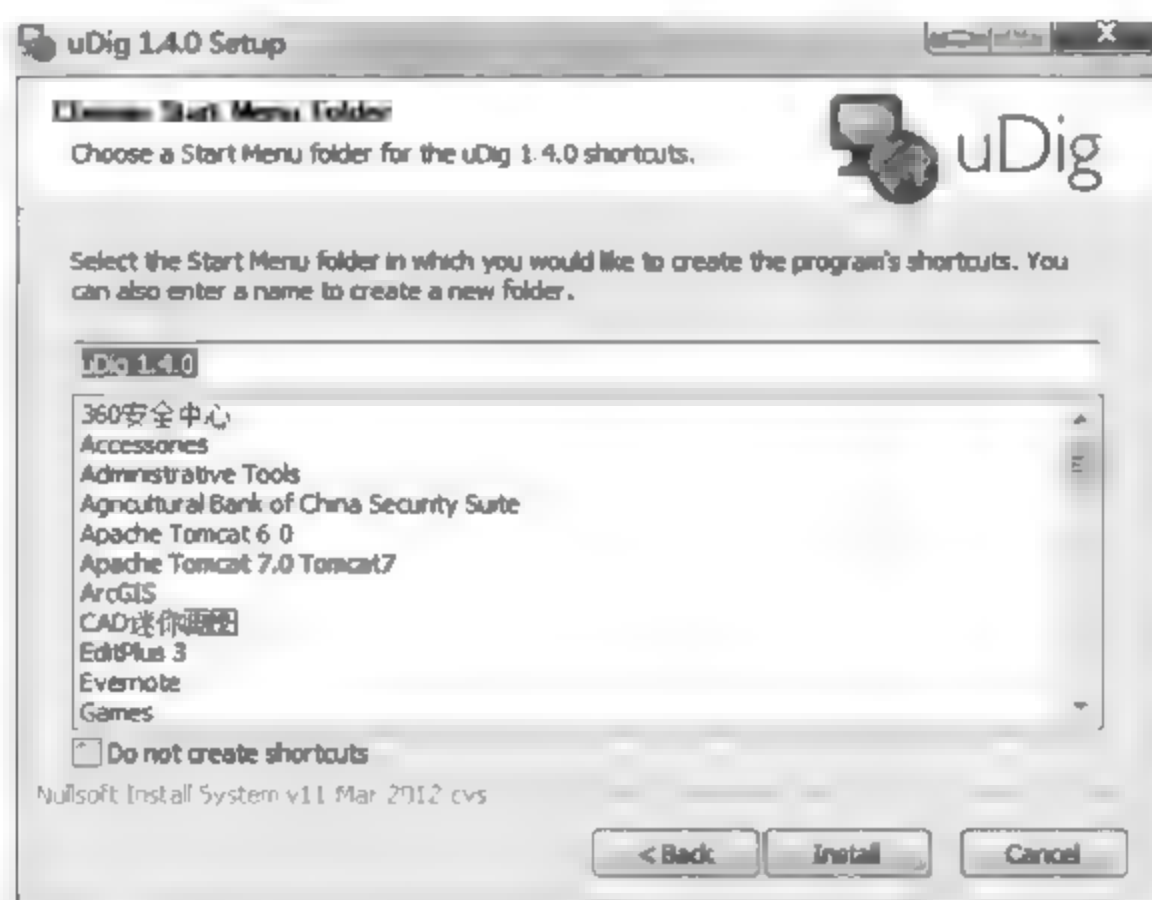 uDig 1.4.0 Setup
Choose Start Menu Folder
Choose a Start Menu folder for the uDig 1.4.0 shortcuts.
uDig
Select the Start Menu folder in which you would like to create the program's shortcuts. You
can also enter a name to create a new folder.
uDig 1.4.0
360安全中心
Accessories
Administrative Tools
Agricultural Bank of China Security Suite
Apache Tomcat 6.0
Apache Tomcat 7.0 Tomcat7
ArcGIS
CAD迷你
EditPlus 3
Evernote
Games
Do not create shortcuts
Nullsoft Install System v11-Mar-2012.cvs
< Back
Install
Cancel